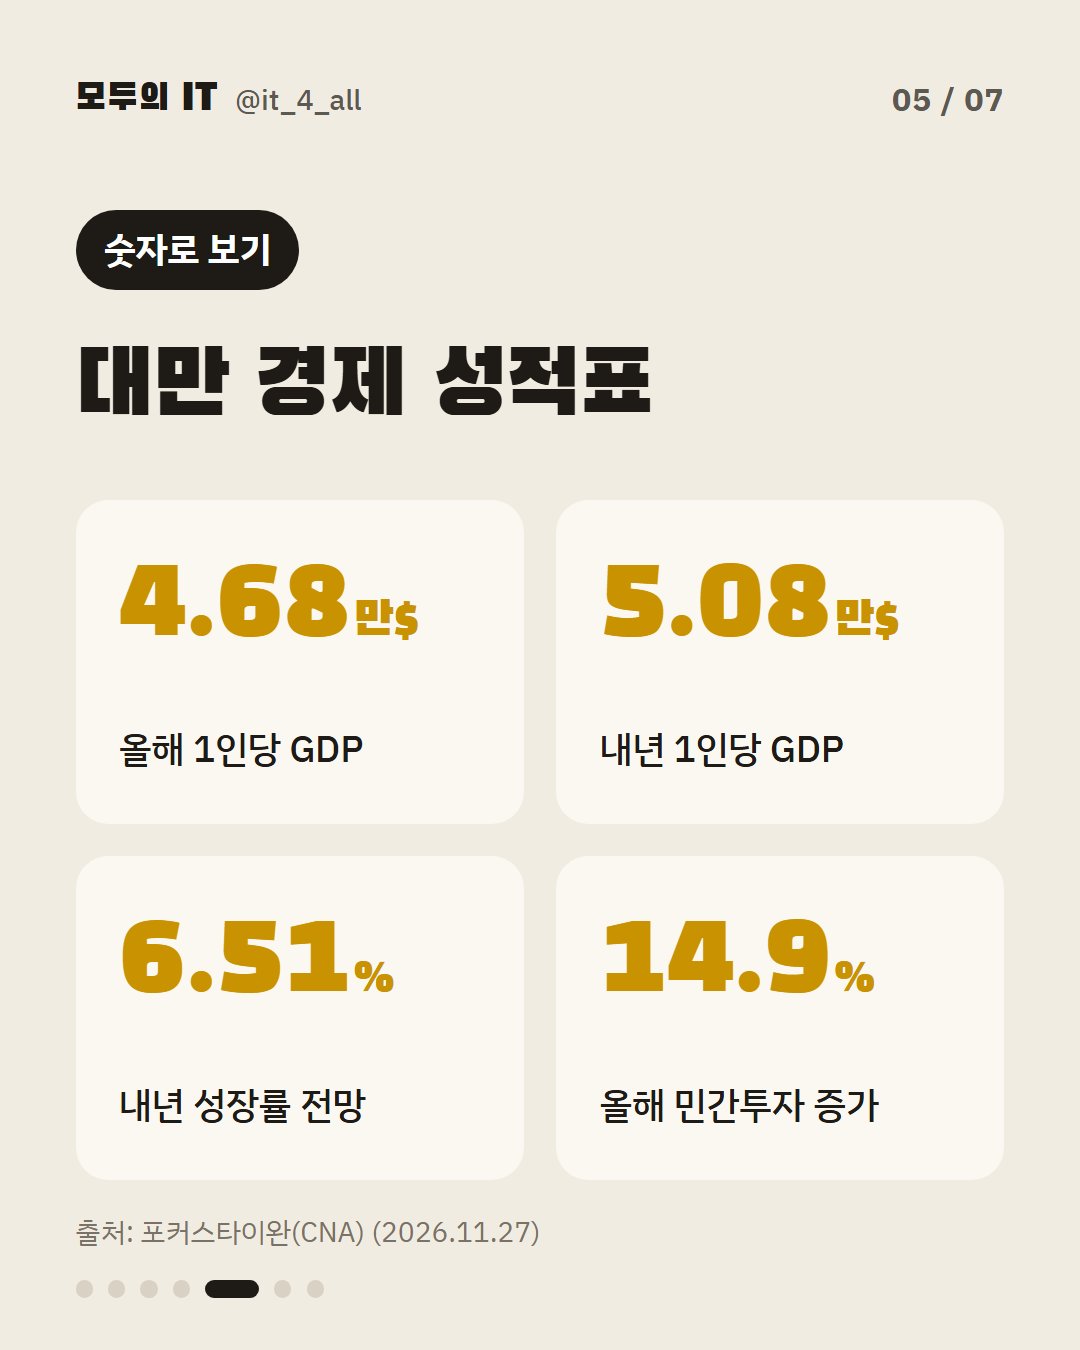 모두의 IT @it_4_all
05 / 07
숫자로 보기
대만 경제 성적표
4.68만$
올해 1인당 GDP
5.08만$
내년 1인당 GDP
6.51%
내년 성장률 전망
14.9%
올해 민간투자 증가
출처: 포커스타이완(CNA) (2026.11.27)